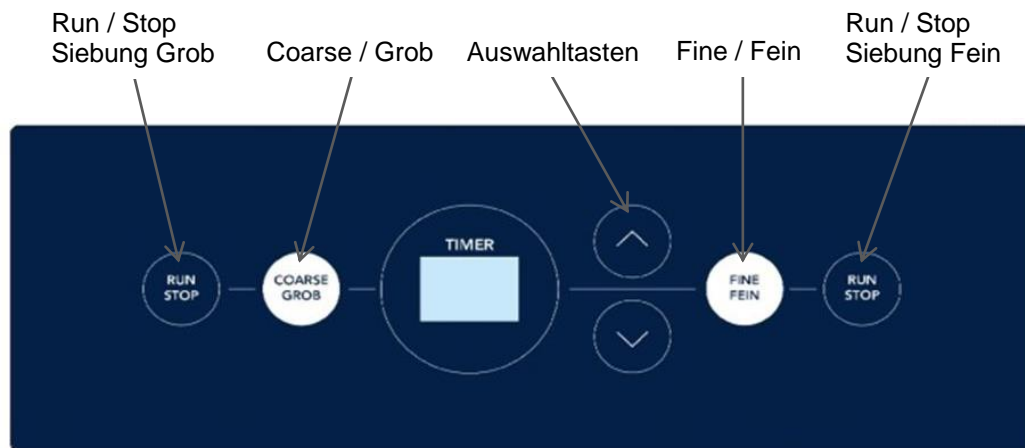 Run / Stop
Siebung Grob
Coarse / Grob
Auswahltasten
Fine / Fein
Run / Stop
Siebung Fein
RUN
STOP
COARSE
GROB
TIMER
FINE
FEIN
RUN
STOP